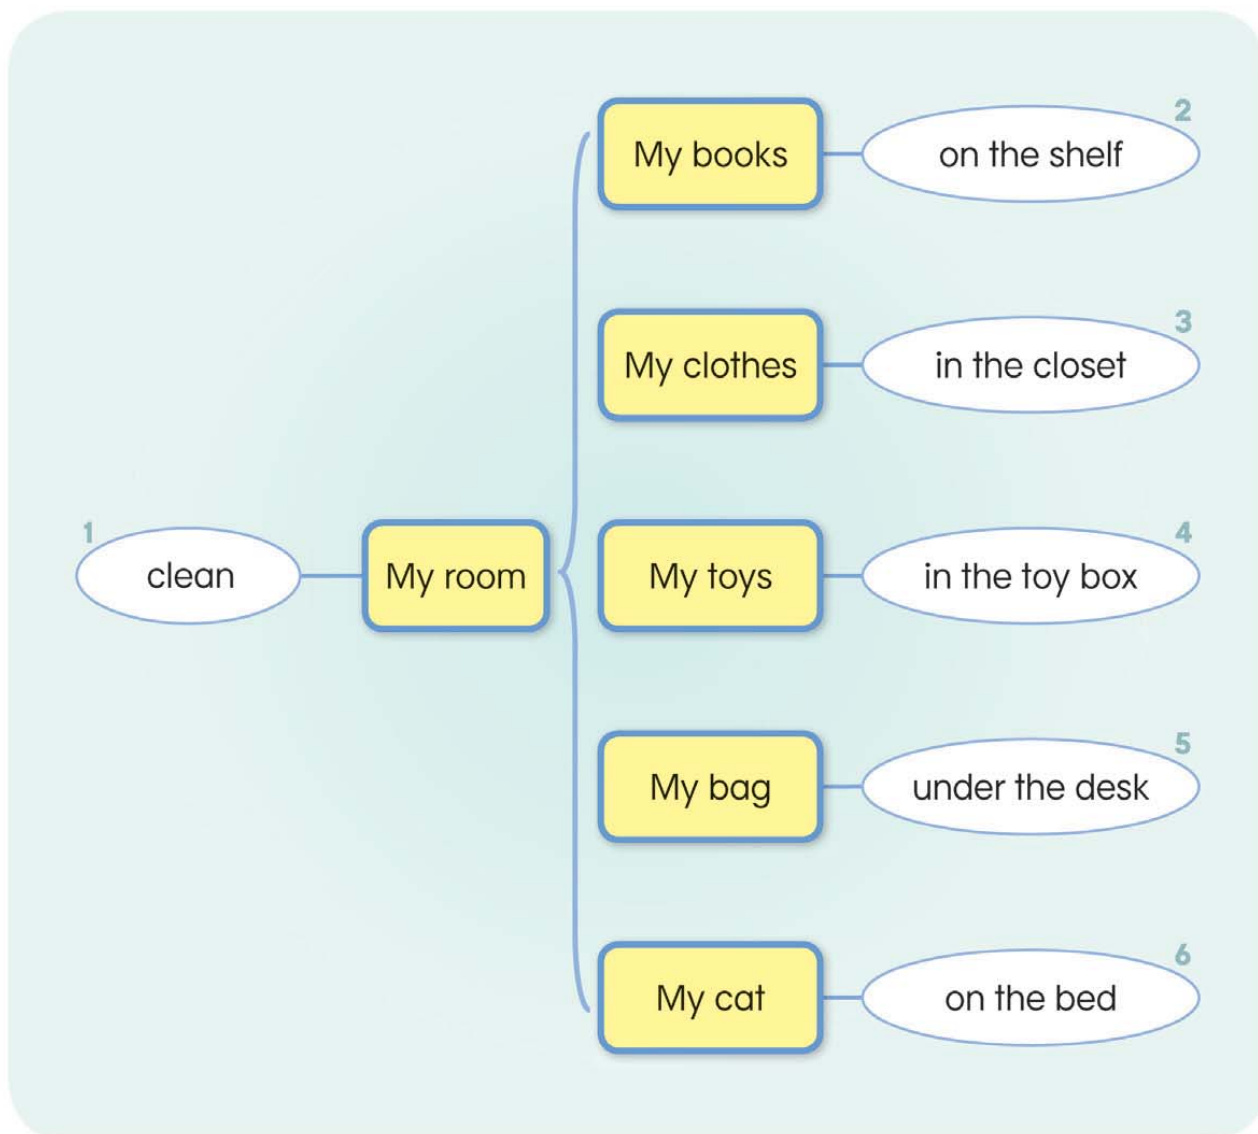 2
My books
on the shelf
3
My clothes
in the closet
1
clean
My room
4
My toys
in the toy box
5
My bag
under the desk
6
My cat
on the bed